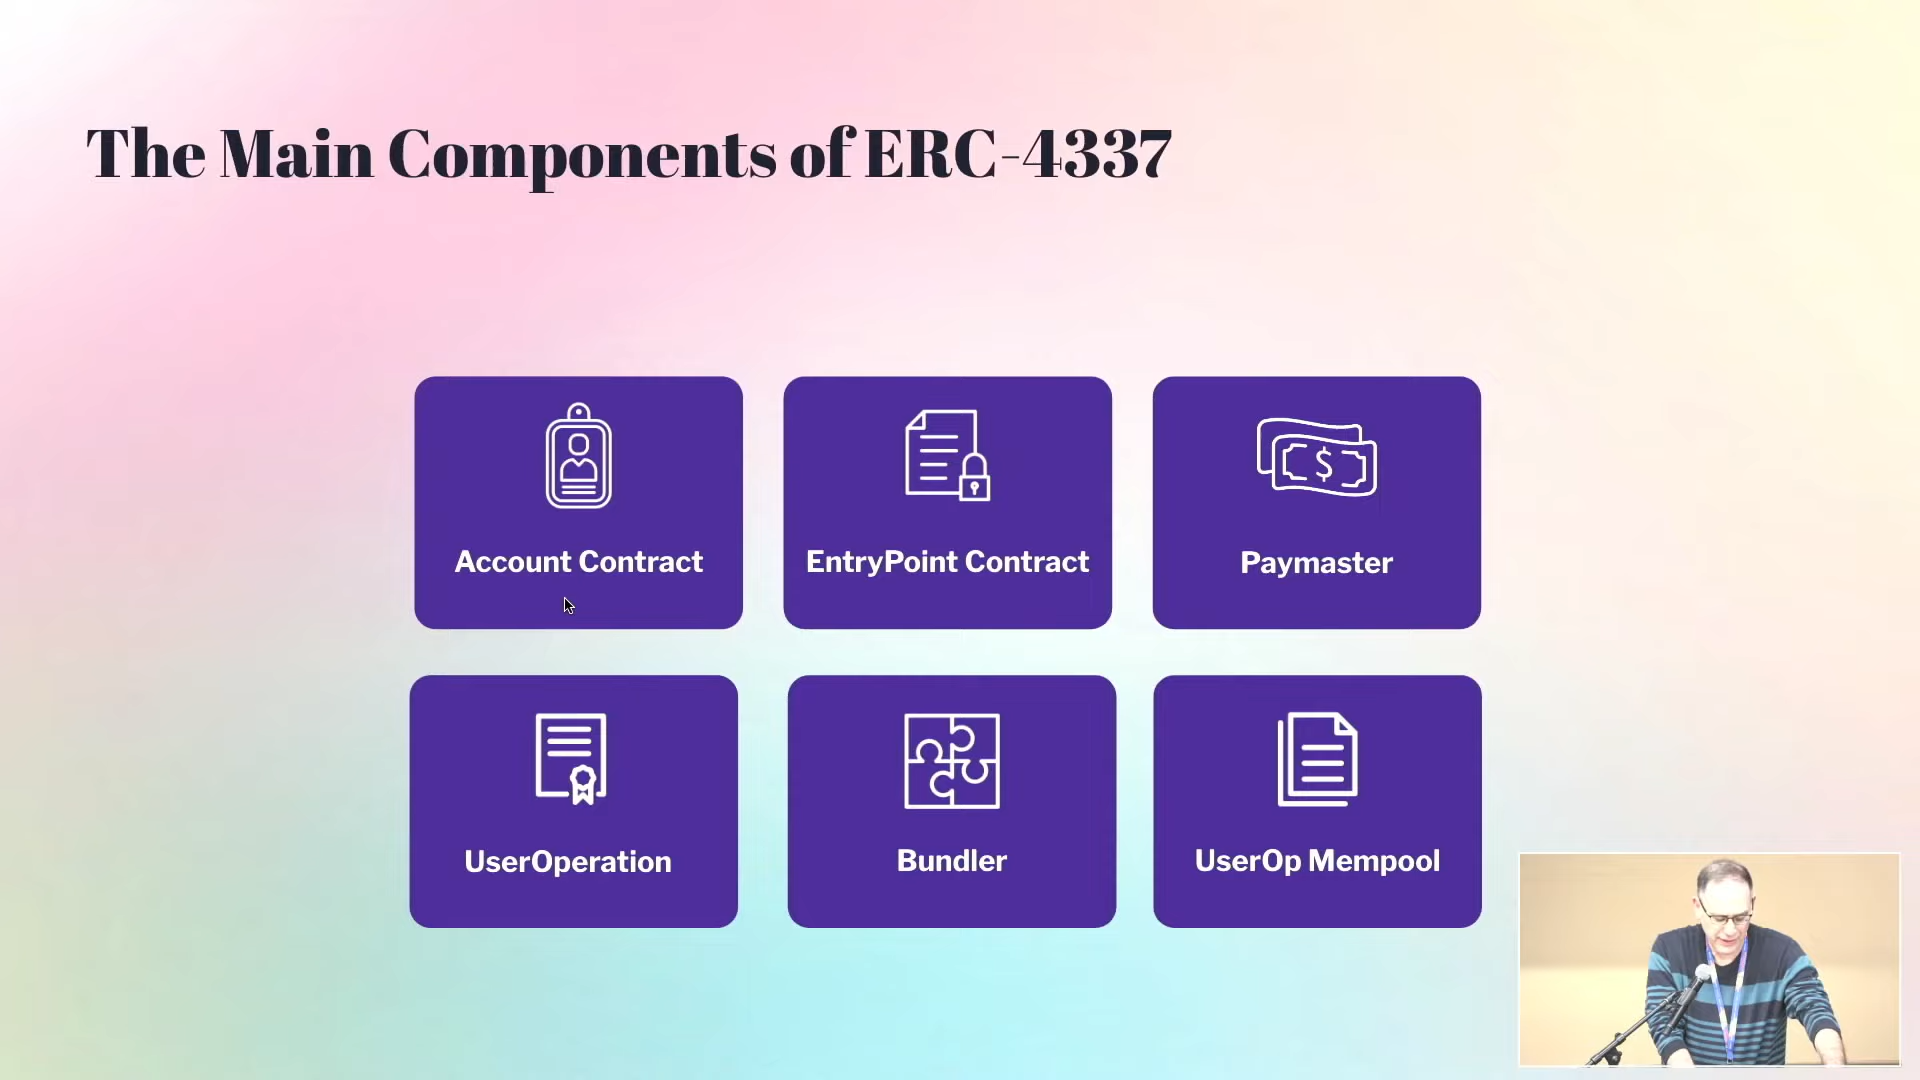 The Main Components of ERC-4337
Account Contract
EntryPoint Contract
Paymaster
UserOperation
Bundler
UserOp Mempool